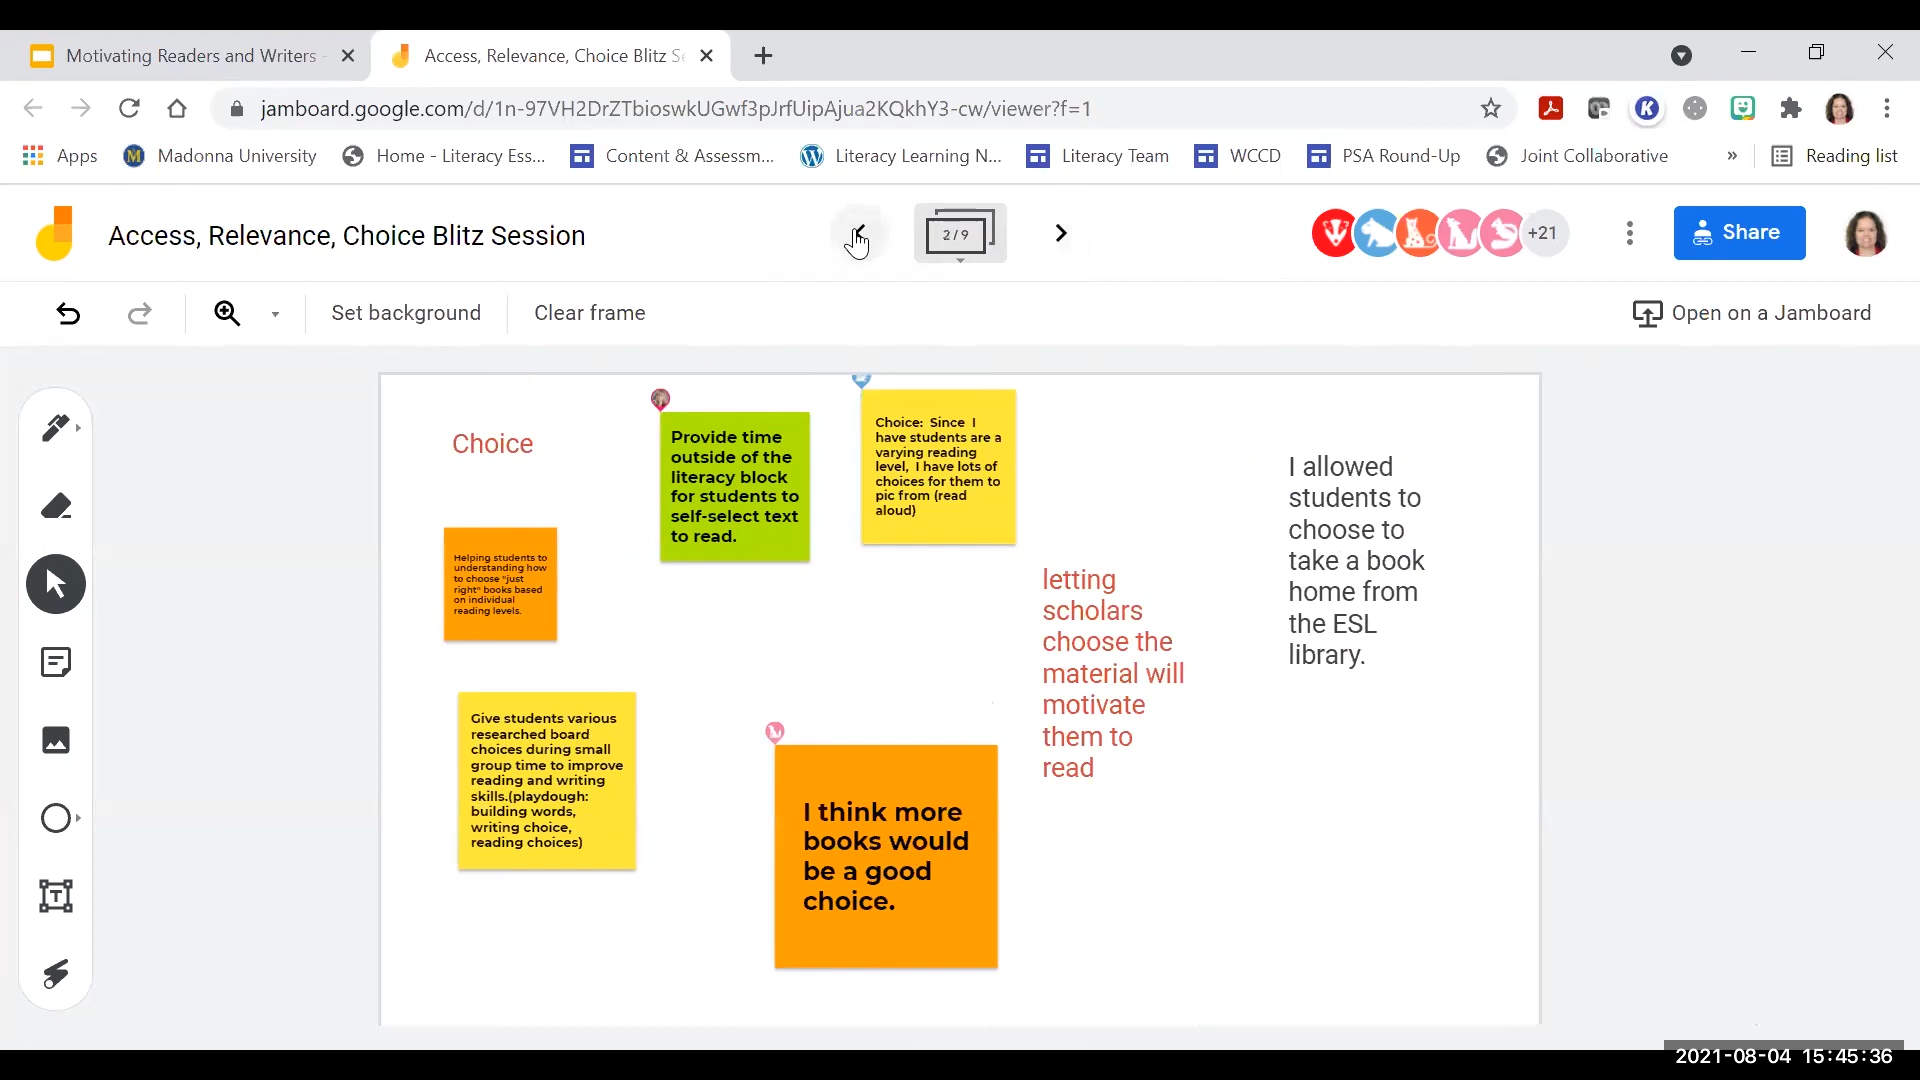 Motivating Readers and Writers -
Access, Relevance, Choice Blitz Se
jamboard.google.com/d/1n-97VH2DrZTbioswkUGwf3pJrfUipAjua2KQkhY3-cw/viewer?f=1
Apps
Madonna University
Home - Literacy Ess...
Content & Assessm...
Literacy Learning N...
Literacy Team
WCCD
PSA Round-Up
Joint Collaborative
»
Reading list
Access, Relevance, Choice Blitz Session
2 / 9
+21
Share
Set background
Clear frame
Open on a Jamboard
Choice
Provide time
outside of the
literacy block
for students to
self-select text
to read.
Choice: Since I
have students are a
varying reading
level, I have lots of
choices for them to
pic from (read
aloud)
I allowed
students to
choose to
take a book
home from
the ESL
library.
Helping students to
understanding how
to choose "just
right" books based
on individual
reading levels.
letting
scholars
choose the
material will
motivate
them to
read
Give students various
researched board
choices during small
group time to improve
reading and writing
skills.(playdough:
building words,
writing choice,
reading choices)
I think more
books would
be a good
choice.
2021-08-04 15:45:36